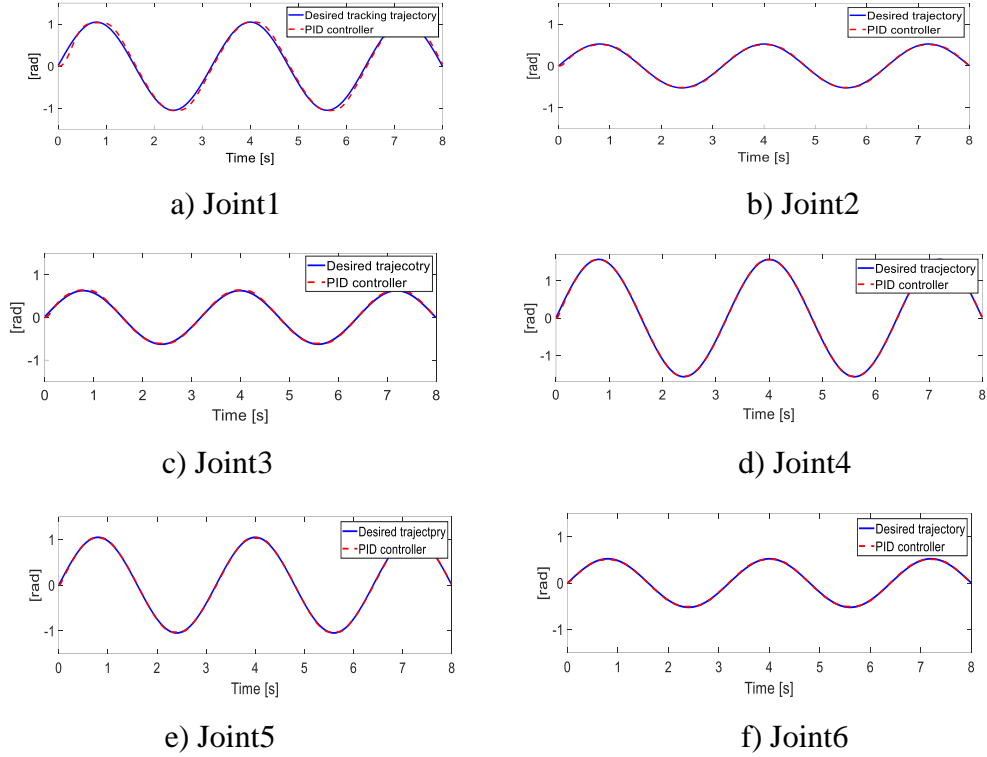 Desired tracking trajectory
PID controller
1
0
-1
[rad]
0 1 2 3 4 5 6 7 8
Time [s]
a) Joint1
Desired trajectory
PID controller
1
0
-1
[rad]
0 1 2 3 4 5 6 7 8
Time [s]
b) Joint2
Desired trajecotry
PID controller
1
0
-1
[rad]
0 1 2 3 4 5 6 7 8
Time [s]
c) Joint3
Desired tracjectory
PID controller
1
0
-1
[rad]
0 1 2 3 4 5 6 7 8
Time [s]
d) Joint4
Desired trajectpry
PID controller
1
0
-1
[rad]
0 1 2 3 4 5 6 7 8
Time [s]
e) Joint5
Desired trajectory
PID controller
1
0
-1
[rad]
0 1 2 3 4 5 6 7 8
Time [s]
f) Joint6